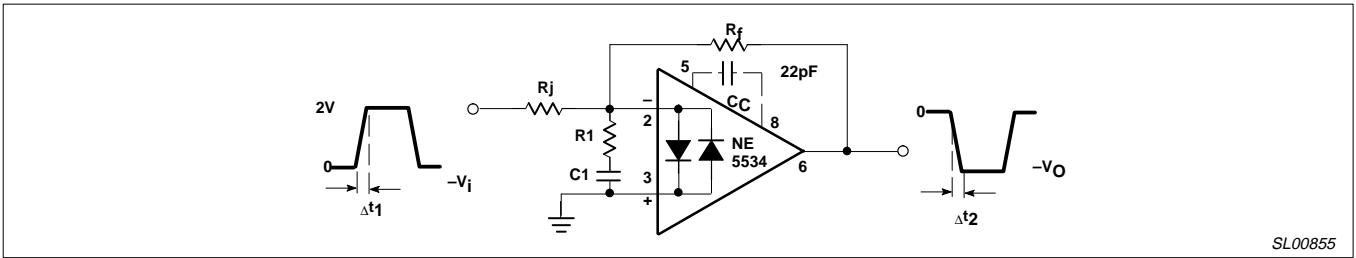 Rf
5
22pF
CC
8
2V
Rj
–
2
R1
NE
5534
6
C1
3
+
0
–Vi
Δt1
0
–VO
Δt2
SL00855